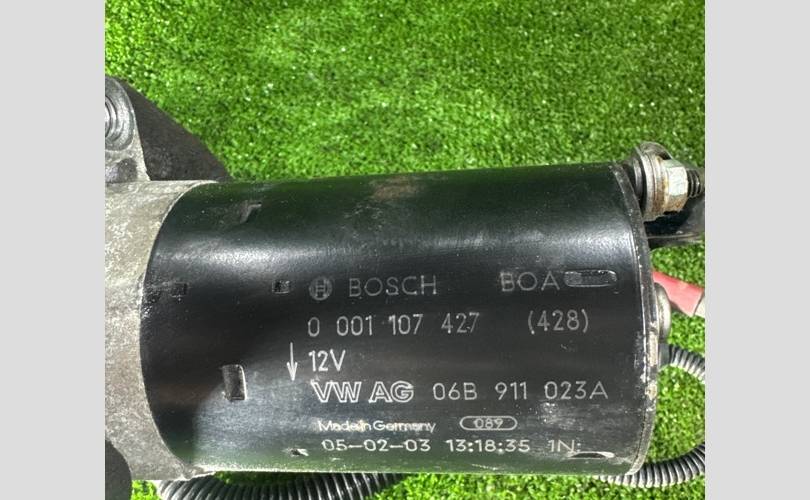 BOSCH BOA
0 001 107 427 (428)
12V
VW AG 06B 911 023A
Made in Germany 089
05-02-03 13:18:35 1N